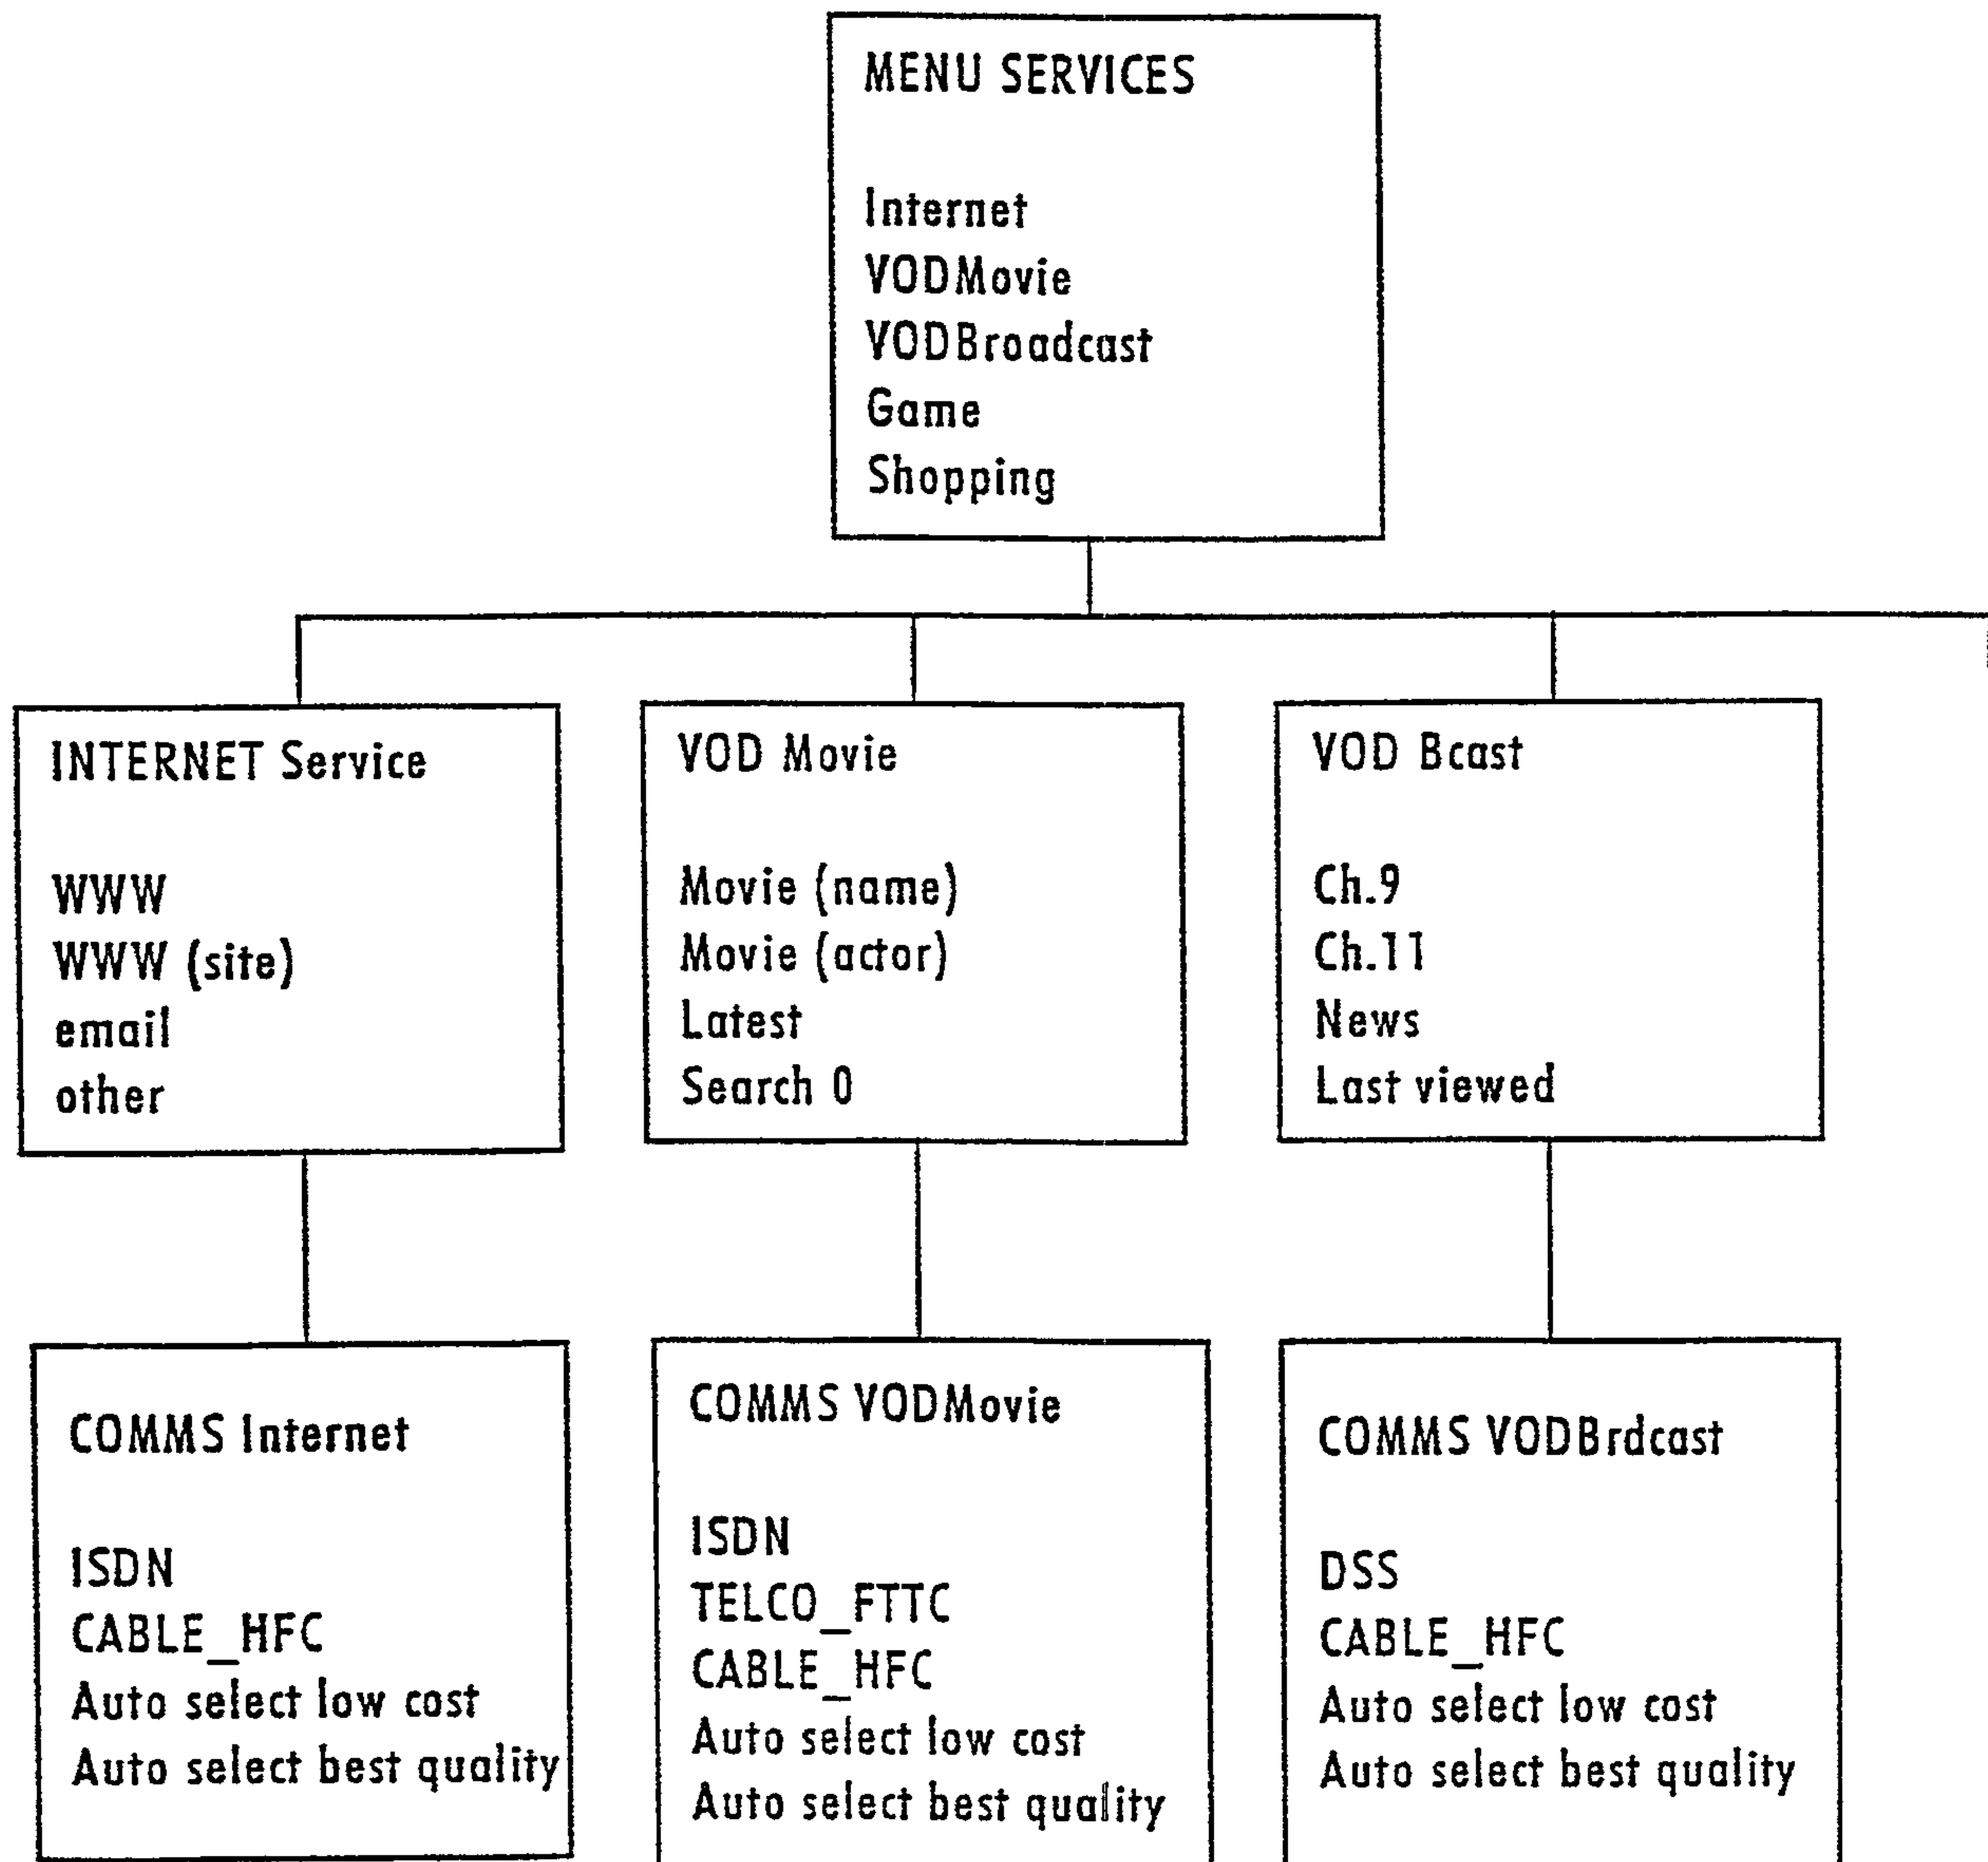 MENU SERVICES
Internet
VODMovie
VODBroadcast
Game
Shopping
INTERNET Service
WWW
WWW (site)
email
other
VOD Movie
Movie (name)
Movie (actor)
Latest
Search 0
VOD Bcast
Ch.9
Ch.11
News
Last viewed
COMMS Internet
ISDN
CABLE_HFC
Auto select low cost
Auto select best quality
COMMS VODMovie
ISDN
TELCO_FTTC
CABLE_HFC
Auto select low cost
Auto select best quality
COMMS VODBrdcast
DSS
CABLE_HFC
Auto select low cost
Auto select best quality